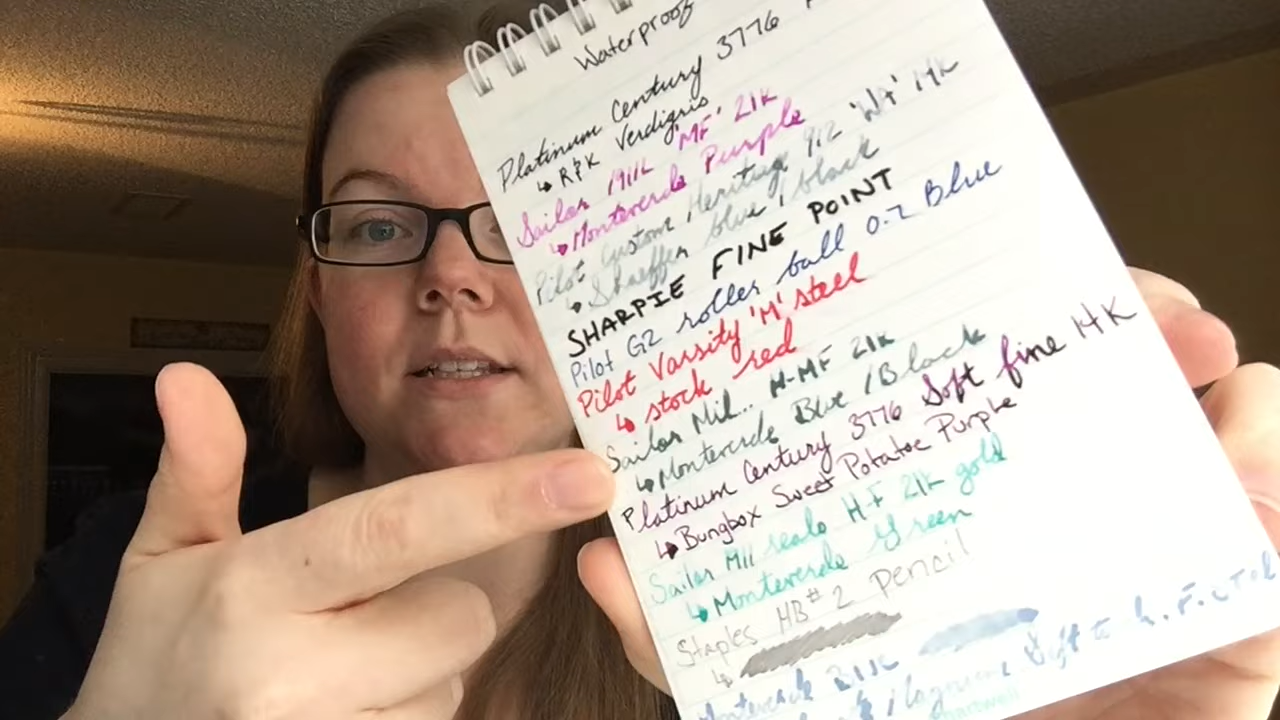 Waterproof
Platinum Century 3776
↳ R&K Verdigris
Sailor 1911L 'MF' 21K
↳ Monteverde Purple
Pilot Custom Heritage 912 'WA' 14K
↳ Sheaffer blue / black
SHARPIE FINE POINT
Pilot G2 roller ball 0.7 Blue
Pilot Varsity 'M' steel
↳ stock red
Sailor Mil... H-MF 21K
↳ Monteverde Blue / Black
Platinum Century 3776 Soft fine 14K
↳ Bungbox Sweet Potatoe Purple
Sailor M11 realo H-F 21K gold
↳ Monteverde Green
Staples HB #2 Pencil
↳
Monteverde